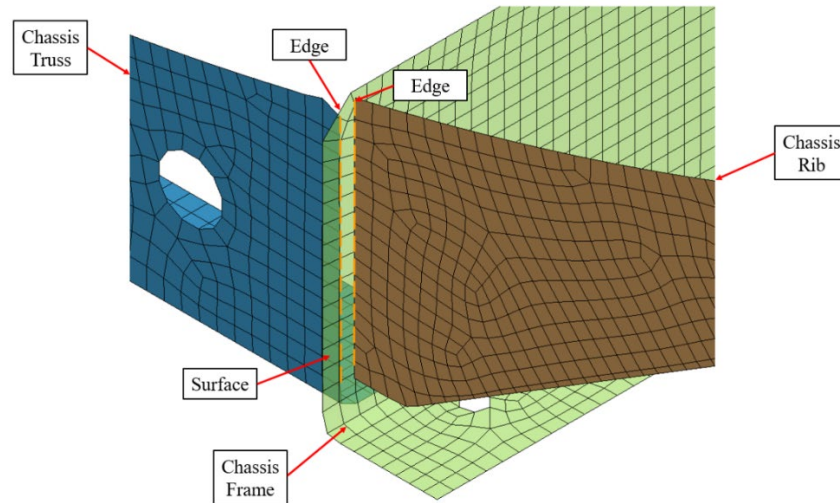 Chassis
Truss
Edge
Edge
Chassis
Rib
Surface
Chassis
Frame